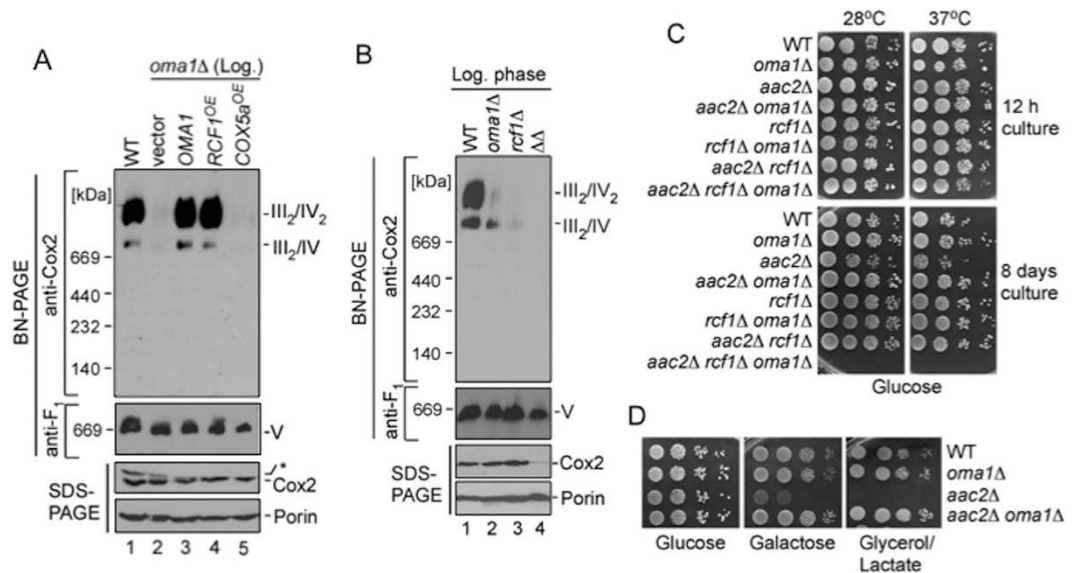 A
oma1Δ (Log.)
WT
vector
OMA1
RCF1^OE
COX5a^OE
[kDa]
669
440
232
140
BN-PAGE
anti-Cox2
III₂/IV₂
III₂/IV
anti-F₁
669
V
SDS-PAGE
*
Cox2
Porin
1 2 3 4 5
B
Log. phase
WT
oma1Δ
rcf1Δ
ΔΔ
[kDa]
669
440
232
140
BN-PAGE
anti-Cox2
III₂/IV₂
III₂/IV
anti-F₁
669
V
SDS-
PAGE
Cox2
Porin
1 2 3 4
C
28°C 37°C
WT
oma1Δ
aac2Δ
aac2Δ oma1Δ
rcf1Δ
rcf1Δ oma1Δ
aac2Δ rcf1Δ
aac2Δ rcf1Δ oma1Δ
12 h
culture
WT
oma1Δ
aac2Δ
aac2Δ oma1Δ
rcf1Δ
rcf1Δ oma1Δ
aac2Δ rcf1Δ
aac2Δ rcf1Δ oma1Δ
8 days
culture
Glucose
D
WT
oma1Δ
aac2Δ
aac2Δ oma1Δ
Glucose
Galactose
Glycerol/
Lactate